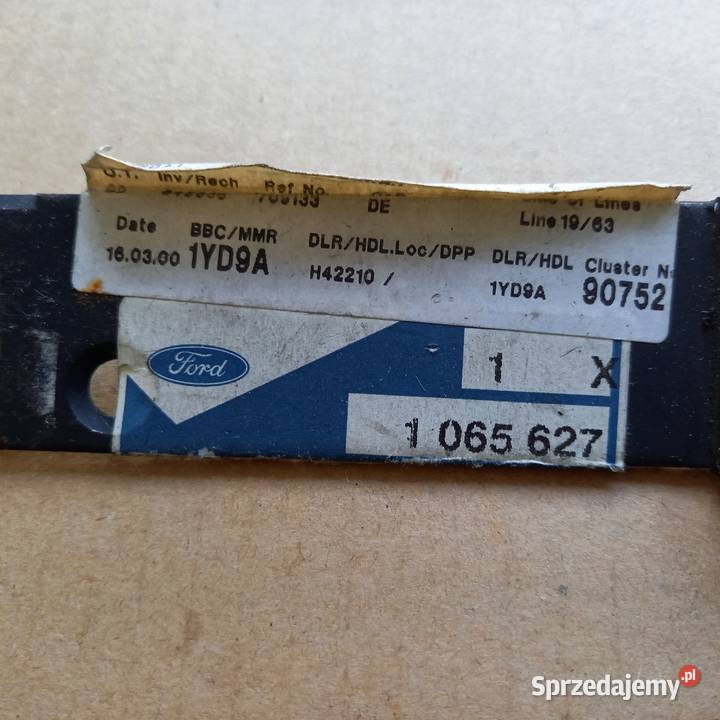 O.T. Inv/Rech Ref No.
709133 DE Line 19/63
Date BBC/MMR DLR/HDL.Loc/DPP DLR/HDL Cluster N
16.03.00 1YD9A H42210 / 1YD9A 90752
Ford
1 X
1 065 627
Sprzedajemy.pl